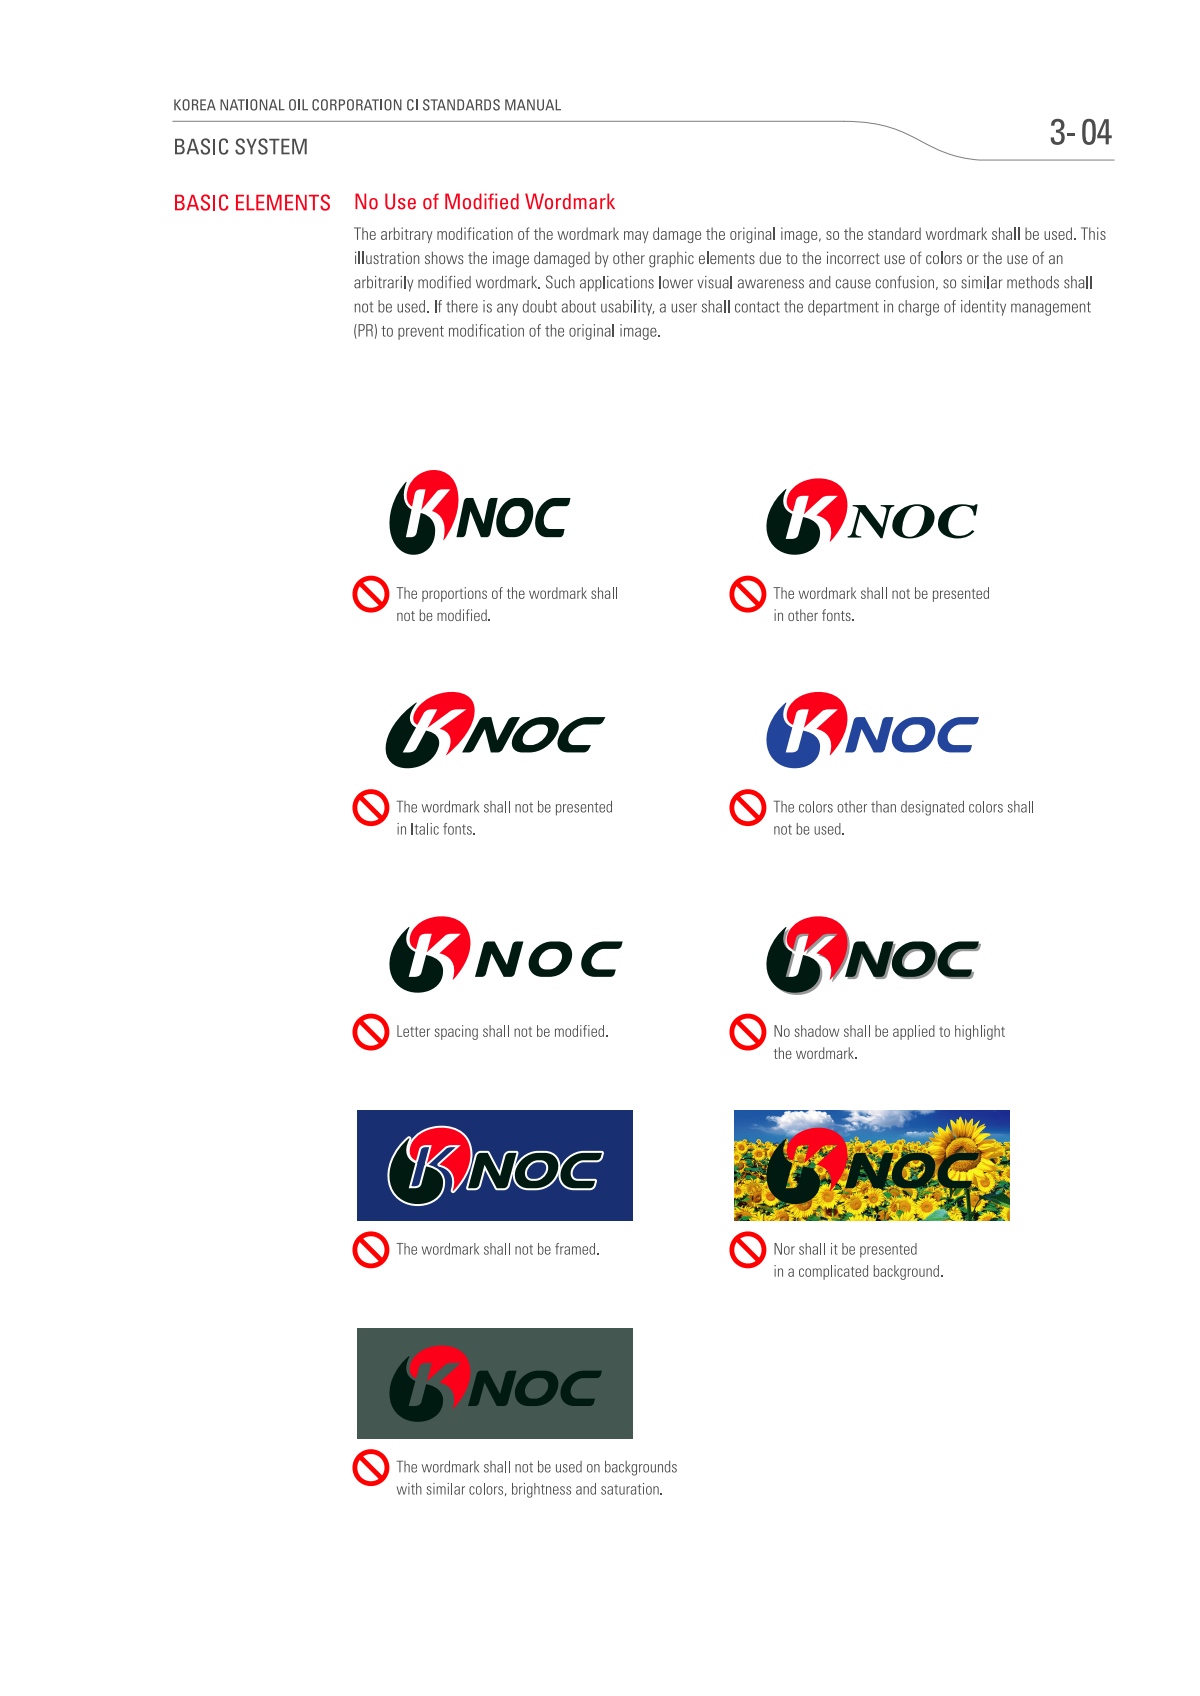 KOREA NATIONAL OIL CORPORATION CI STANDARDS MANUAL
3-04
BASIC SYSTEM
BASIC ELEMENTS
No Use of Modified Wordmark
The arbitrary modification of the wordmark may damage the original image, so the standard wordmark shall be used. This
illustration shows the image damaged by other graphic elements due to the incorrect use of colors or the use of an
arbitrarily modified wordmark. Such applications lower visual awareness and cause confusion, so similar methods shall
not be used. If there is any doubt about usability, a user shall contact the department in charge of identity management
(PR) to prevent modification of the original image.
KNOC
KNOC
The proportions of the wordmark shall
not be modified.
The wordmark shall not be presented
in other fonts.
KNOC
KNOC
The wordmark shall not be presented
in Italic fonts.
The colors other than designated colors shall
not be used.
KNOC
KNOC
Letter spacing shall not be modified.
No shadow shall be applied to highlight
the wordmark.
KNOC
KNOC
The wordmark shall not be framed.
Nor shall it be presented
in a complicated background.
KNOC
The wordmark shall not be used on backgrounds
with similar colors, brightness and saturation.